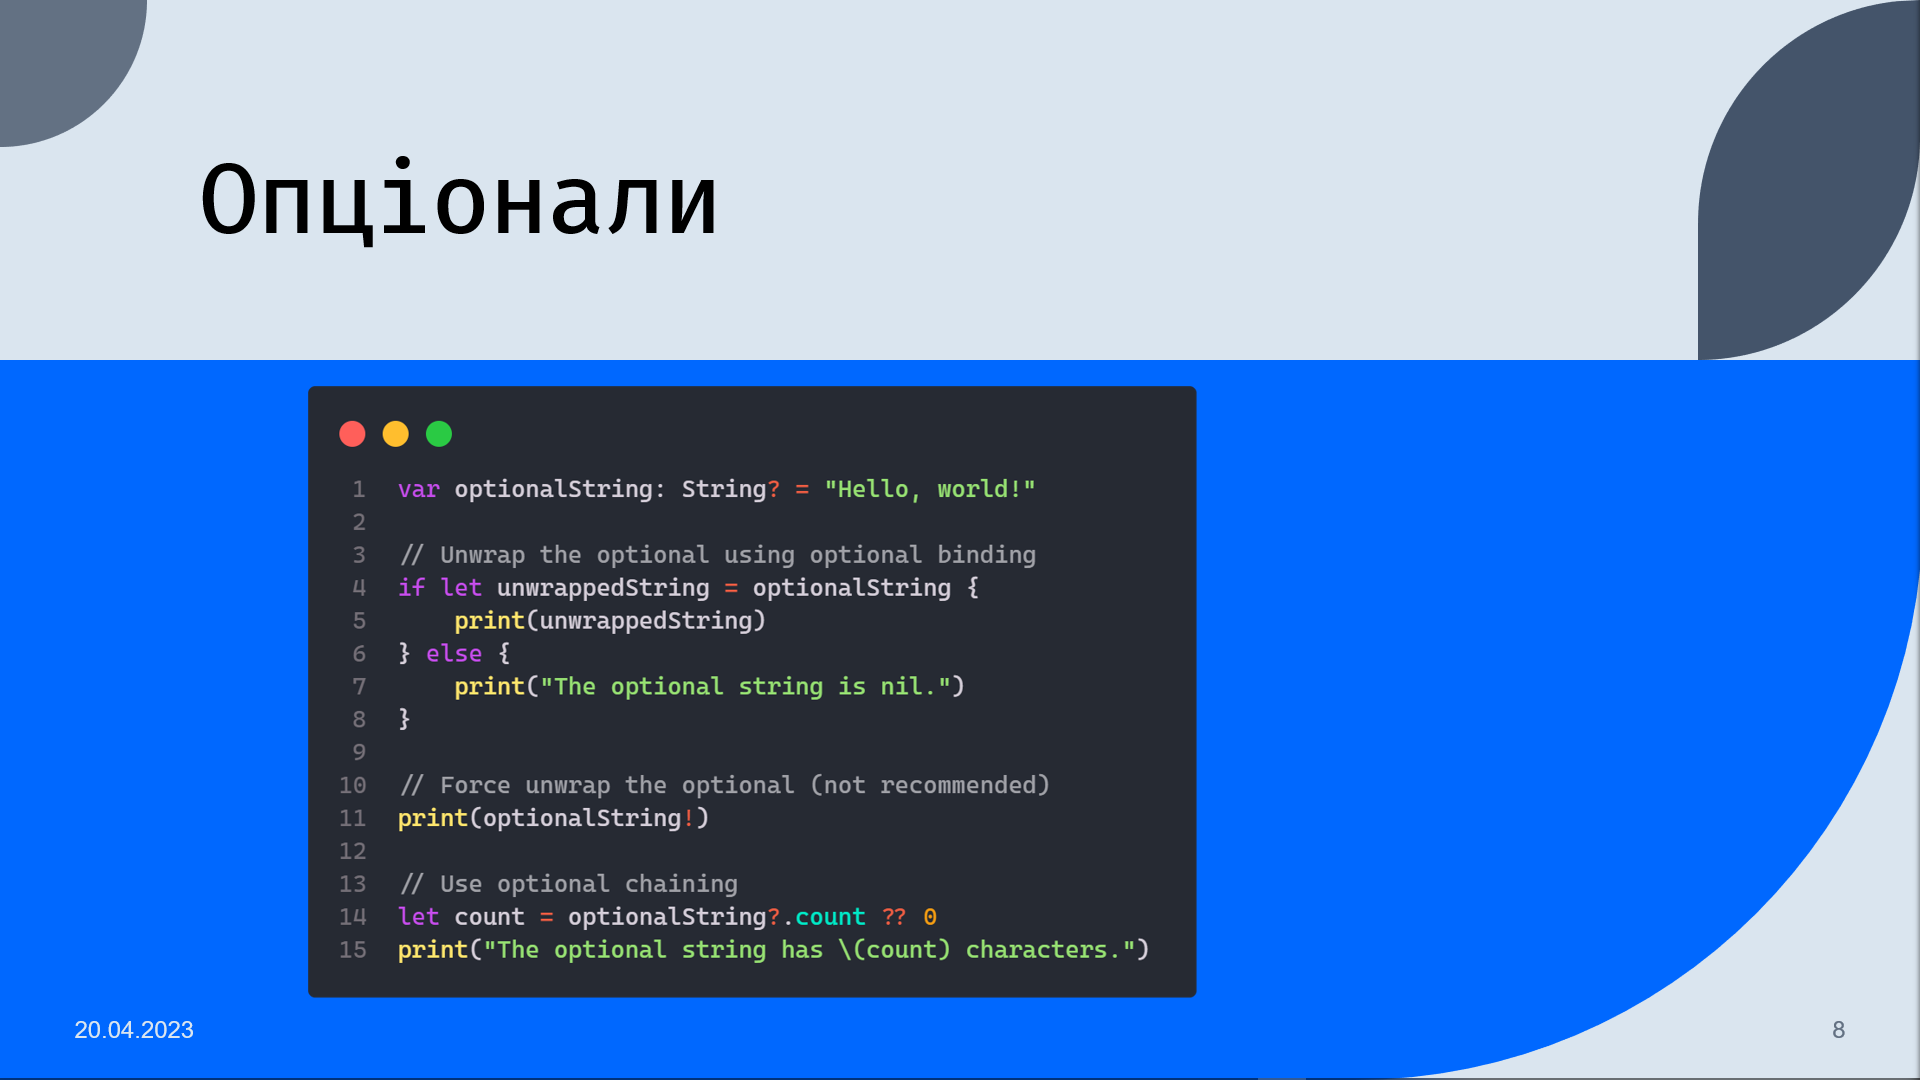 Опціонали
1 var optionalString: String? = "Hello, world!"
2
3 // Unwrap the optional using optional binding
4 if let unwrappedString = optionalString {
5     print(unwrappedString)
6 } else {
7     print("The optional string is nil.")
8 }
9
10 // Force unwrap the optional (not recommended)
11 print(optionalString!)
12
13 // Use optional chaining
14 let count = optionalString?.count ?? 0
15 print("The optional string has \(count) characters.")
20.04.2023
8